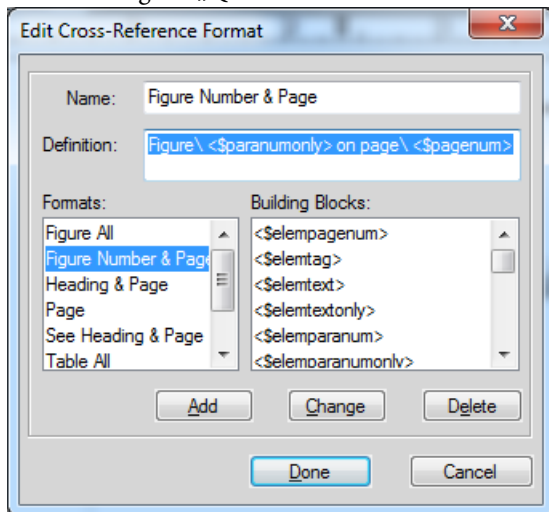 Edit Cross-Reference Format
Name: Figure Number & Page
Definition: Figure\ <$paranumonly> on page\ <$pagenum>
Formats: Building Blocks:
Figure All <$elempagenum>
Figure Number & Page <$elemtag>
Heading & Page <$elemtext>
Page <$elemtextonly>
See Heading & Page <$elemparanum>
Table All <$elemparanumonly>
Add Change Delete
Done Cancel